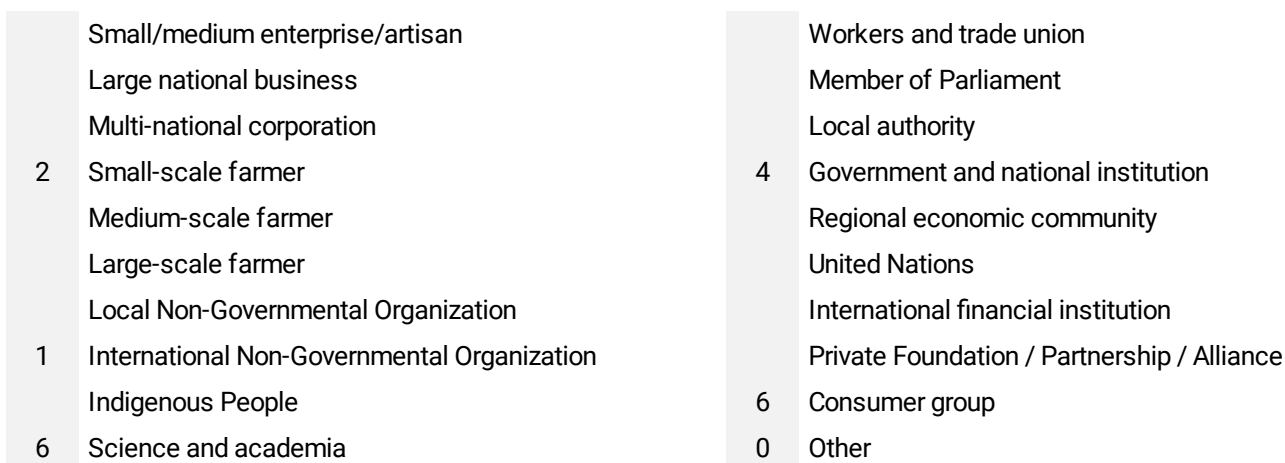 Small/medium enterprise/artisan
Large national business
Multi-national corporation
2 Small-scale farmer
Medium-scale farmer
Large-scale farmer
Local Non-Governmental Organization
1 International Non-Governmental Organization
Indigenous People
6 Science and academia
Workers and trade union
Member of Parliament
Local authority
4 Government and national institution
Regional economic community
United Nations
International financial institution
Private Foundation / Partnership / Alliance
6 Consumer group
0 Other